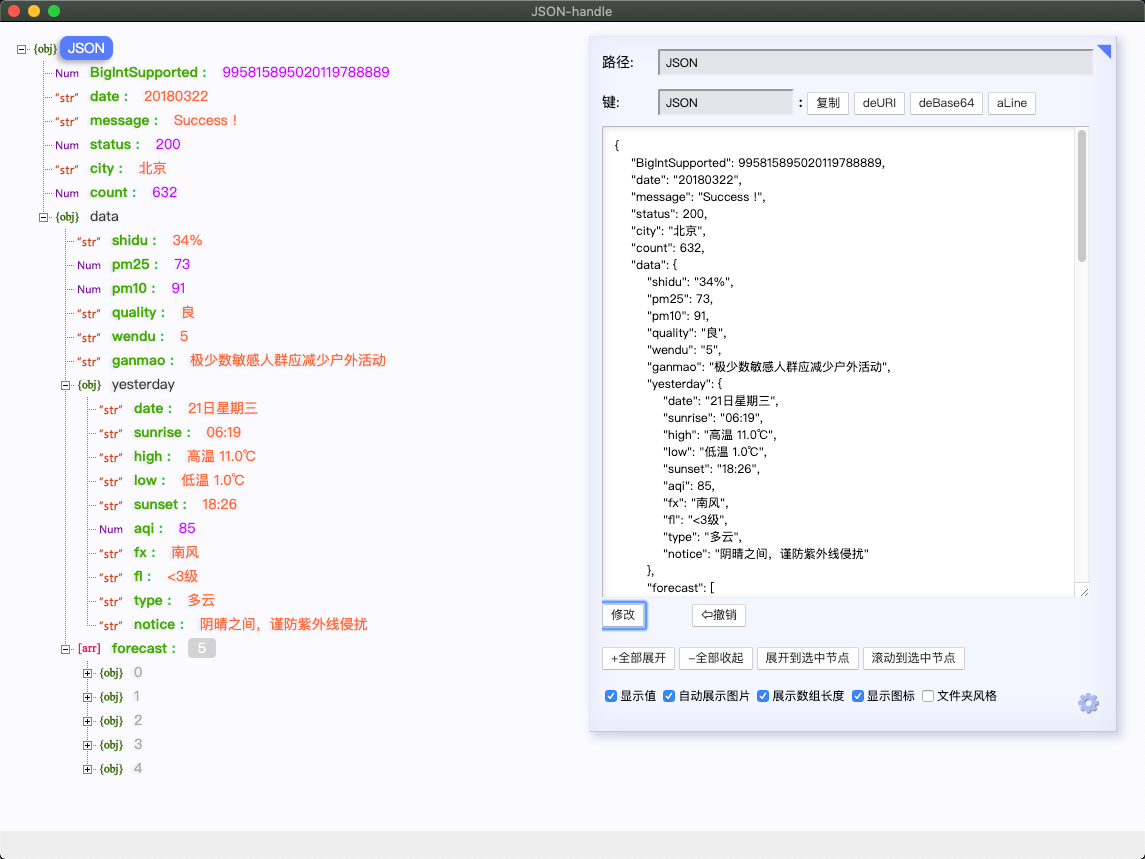 JSON-handle
{obj} JSON
Num BigIntSupported : 995815895020119788889
"str" date : 20180322
"str" message : Success !
Num status : 200
"str" city : 北京
Num count : 632
{obj} data
"str" shidu : 34%
Num pm25 : 73
Num pm10 : 91
"str" quality : 良
"str" wendu : 5
"str" ganmao : 极少数敏感人群应减少户外活动
{obj} yesterday
"str" date : 21日星期三
"str" sunrise : 06:19
"str" high : 高温 11.0℃
"str" low : 低温 1.0℃
"str" sunset : 18:26
Num aqi : 85
"str" fx : 南风
"str" fl : <3级
"str" type : 多云
"str" notice : 阴晴之间，谨防紫外线侵扰
[arr] forecast : 5
{obj} 0
{obj} 1
{obj} 2
{obj} 3
{obj} 4
路径: JSON
键: JSON : 复制 deURI deBase64 aLine
{
"BigIntSupported": 995815895020119788889,
"date": "20180322",
"message": "Success !",
"status": 200,
"city": "北京",
"count": 632,
"data": {
"shidu": "34%",
"pm25": 73,
"pm10": 91,
"quality": "良",
"wendu": "5",
"ganmao": "极少数敏感人群应减少户外活动",
"yesterday": {
"date": "21日星期三",
"sunrise": "06:19",
"high": "高温 11.0℃",
"low": "低温 1.0℃",
"sunset": "18:26",
"aqi": 85,
"fx": "南风",
"fl": "<3级",
"type": "多云",
"notice": "阴晴之间，谨防紫外线侵扰"
},
"forecast": [
修改 ⇦撤销
+全部展开 −全部收起 展开到选中节点 滚动到选中节点
显示值 自动展示图片 展示数组长度 显示图标 文件夹风格